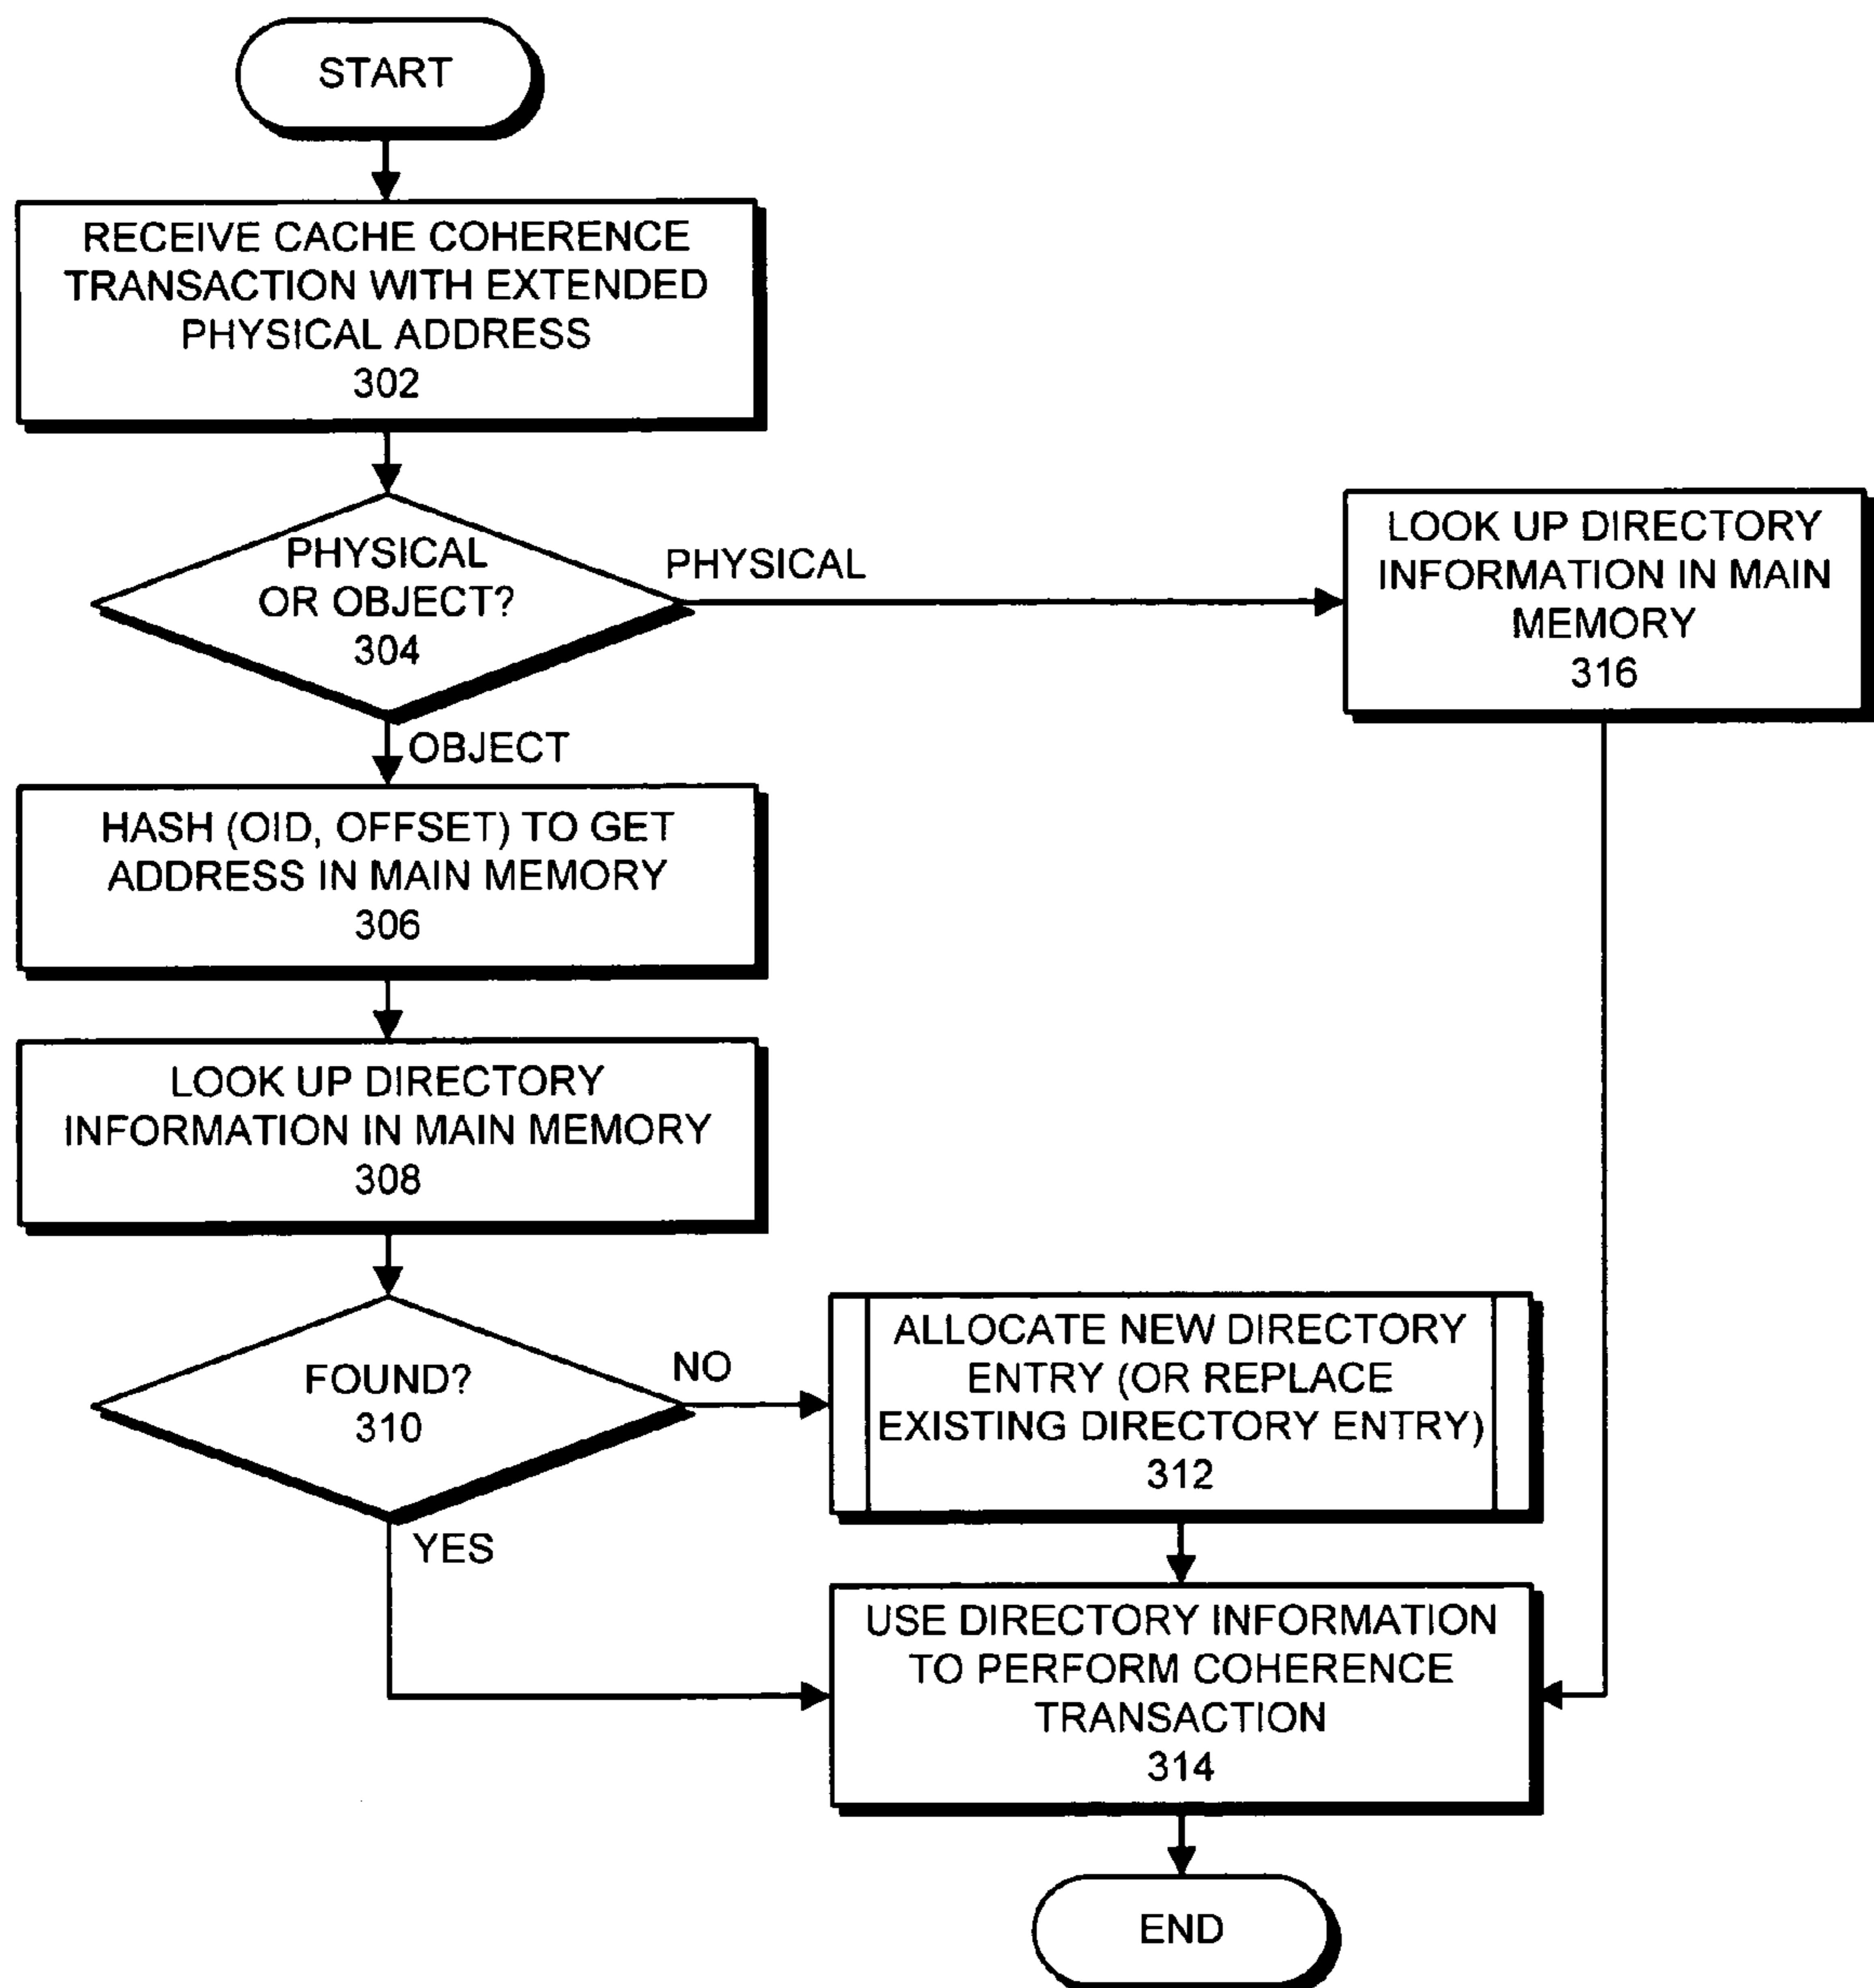 START
RECEIVE CACHE COHERENCE
TRANSACTION WITH EXTENDED
PHYSICAL ADDRESS
302
PHYSICAL
OR OBJECT?
304
PHYSICAL
LOOK UP DIRECTORY
INFORMATION IN MAIN
MEMORY
316
OBJECT
HASH (OID, OFFSET) TO GET
ADDRESS IN MAIN MEMORY
306
LOOK UP DIRECTORY
INFORMATION IN MAIN MEMORY
308
FOUND?
310
NO
ALLOCATE NEW DIRECTORY
ENTRY (OR REPLACE
EXISTING DIRECTORY ENTRY)
312
YES
USE DIRECTORY INFORMATION
TO PERFORM COHERENCE
TRANSACTION
314
END